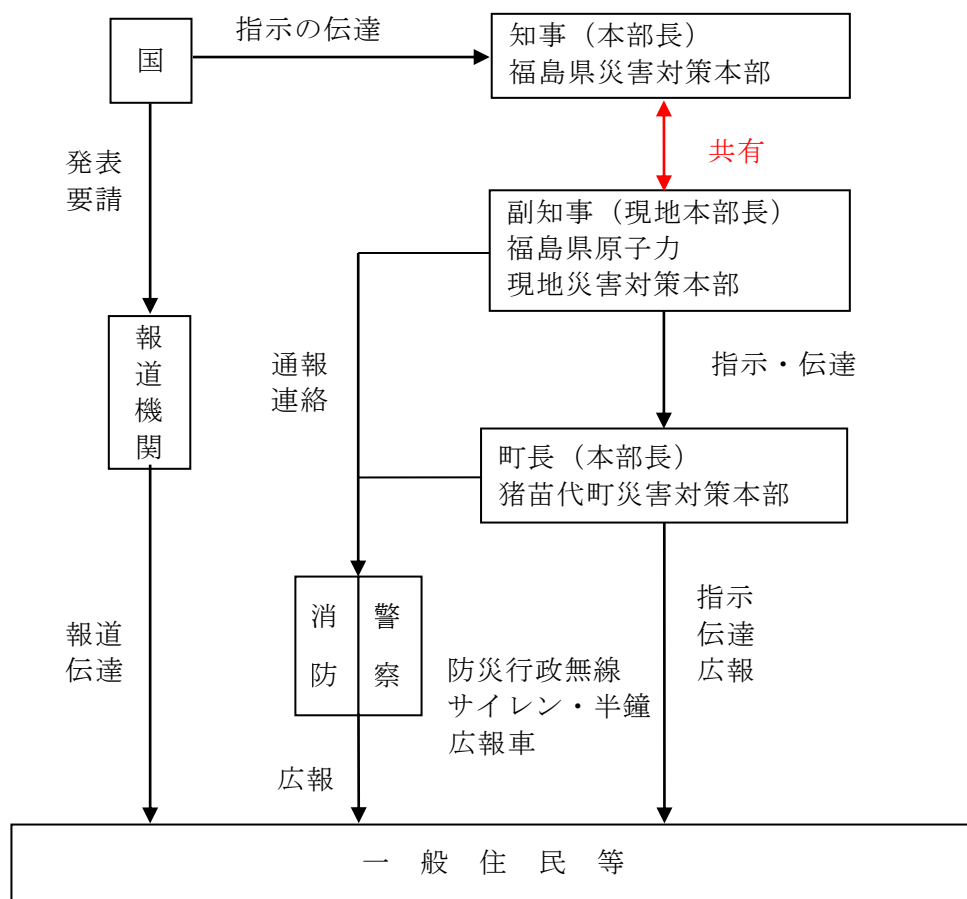 指示の伝達
国
知事（本部長）
福島県災害対策本部
発表
要請
共有
副知事（現地本部長）
福島県原子力
現地災害対策本部
報道機関
通報
連絡
指示・伝達
町長（本部長）
猪苗代町災害対策本部
消防
警察
報道
伝達
指示
伝達
広報
防災行政無線
サイレン・半鐘
広報車
広報
一般住民等